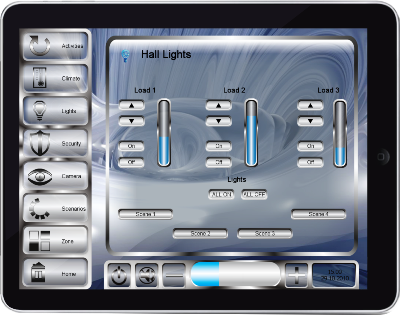 Activities
Climate
Lights
Security
Camera
Scenarios
Zone
Home
Hall Lights
Load 1 Load 2 Load 3
On On On
Off Off Off
Lights
ALL ON ALL OFF
Scene 1 Scene 4
Scene 2 Scene 3